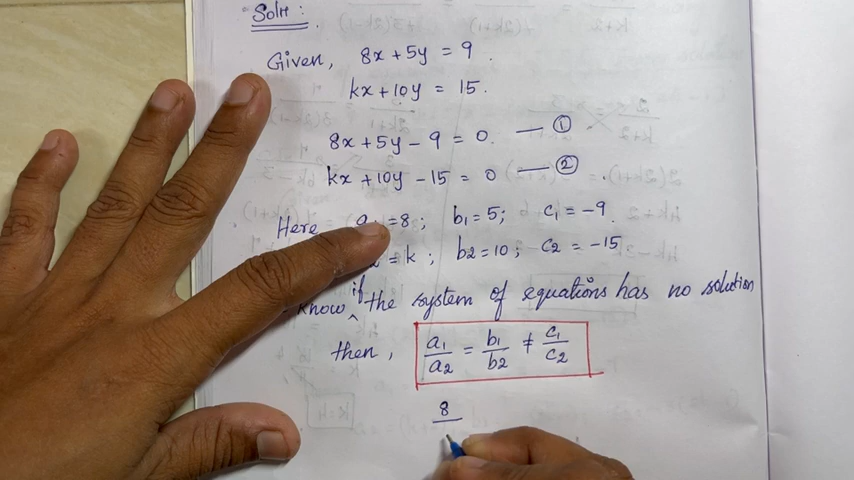 Soln:
Given, 8x + 5y = 9.
kx + 10y = 15.
8x + 5y - 9 = 0. — ①
kx + 10y - 15 = 0 — ②
Here = 8; b1 = 5; c1 = -9.
= k; b2 = 10; c2 = -15
know if the system of equations has no solution
then, a1/a2 = b1/b2 ≠ c1/c2
8